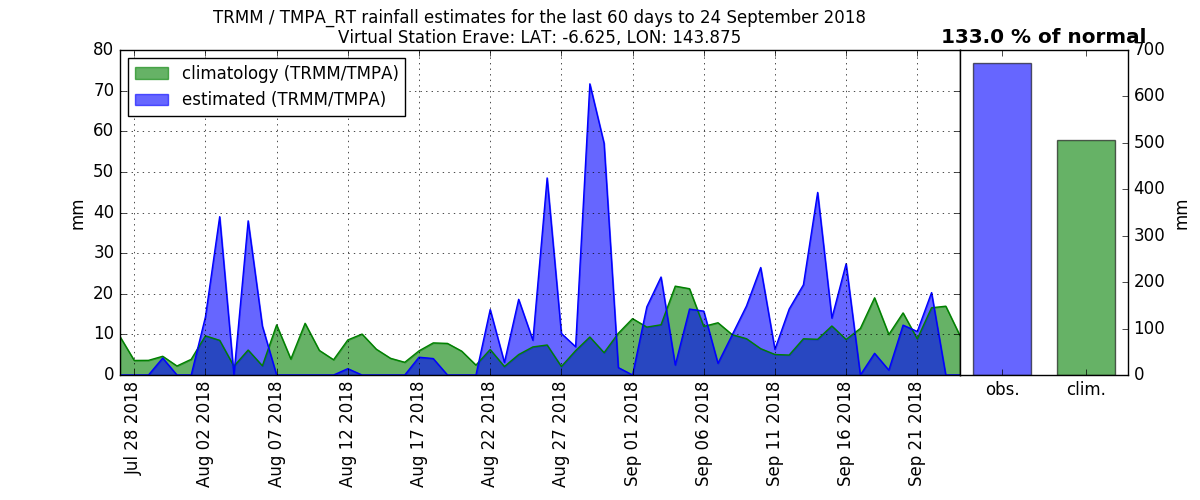 TRMM / TMPA_RT rainfall estimates for the last 60 days to 24 September 2018
Virtual Station Erave: LAT: -6.625, LON: 143.875
133.0 % of normal
climatology (TRMM/TMPA)
estimated (TRMM/TMPA)
80
70
60
50
40
30
20
10
0
mm
Jul 28 2018
Aug 02 2018
Aug 07 2018
Aug 12 2018
Aug 17 2018
Aug 22 2018
Aug 27 2018
Sep 01 2018
Sep 06 2018
Sep 11 2018
Sep 16 2018
Sep 21 2018
obs.
clim.
700
600
500
400
300
200
100
0
mm